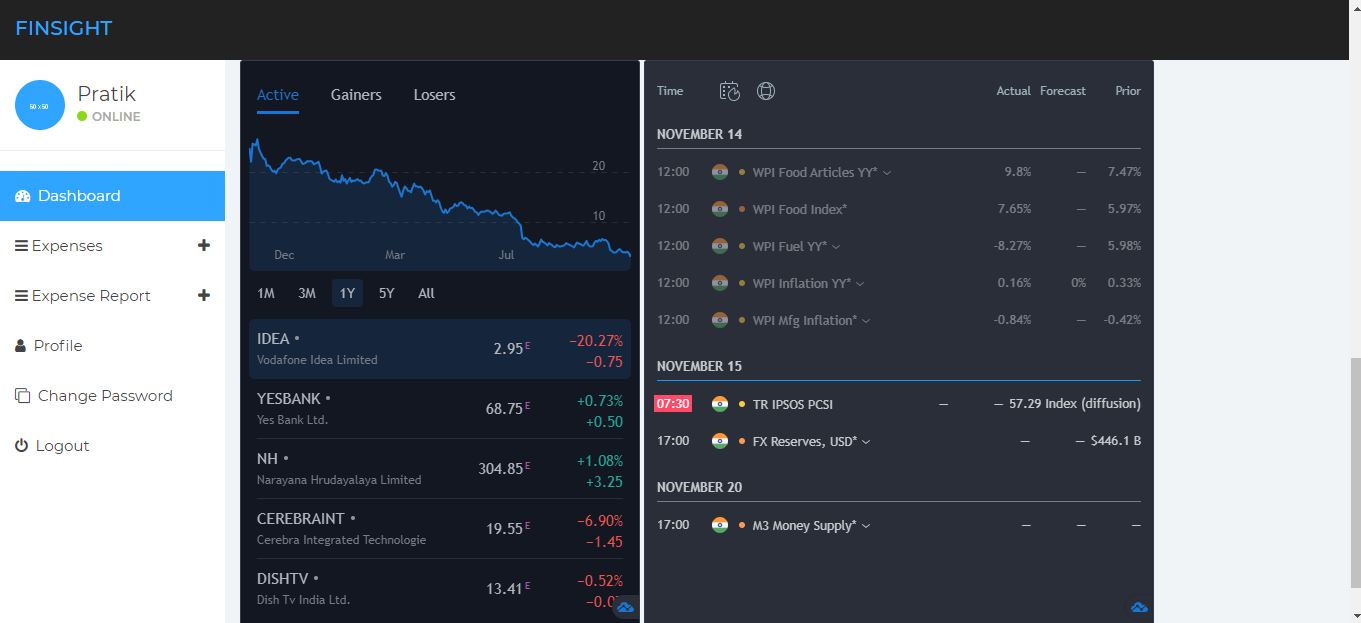 FINSIGHT
50 x 50
Pratik
ONLINE
Dashboard
Expenses
Expense Report
Profile
Change Password
Logout
Active Gainers Losers
20
10
Dec Mar Jul
1M 3M 1Y 5Y All
IDEA • 2.95 E −20.27%
Vodafone Idea Limited −0.75
YESBANK • 68.75 E +0.73%
Yes Bank Ltd. +0.50
NH • 304.85 E +1.08%
Narayana Hrudayalaya Limited +3.25
CEREBRAINT • 19.55 E −6.90%
Cerebra Integrated Technologie −1.45
DISHTV • 13.41 E −0.52%
Dish Tv India Ltd.
Time Actual Forecast Prior
NOVEMBER 14
12:00 WPI Food Articles YY* 9.8% — 7.47%
12:00 WPI Food Index* 7.65% — 5.97%
12:00 WPI Fuel YY* -8.27% — 5.98%
12:00 WPI Inflation YY* 0.16% 0% 0.33%
12:00 WPI Mfg Inflation* -0.84% — -0.42%
NOVEMBER 15
07:30 TR IPSOS PCSI — — 57.29 Index (diffusion)
17:00 FX Reserves, USD* — — $446.1 B
NOVEMBER 20
17:00 M3 Money Supply* — — —